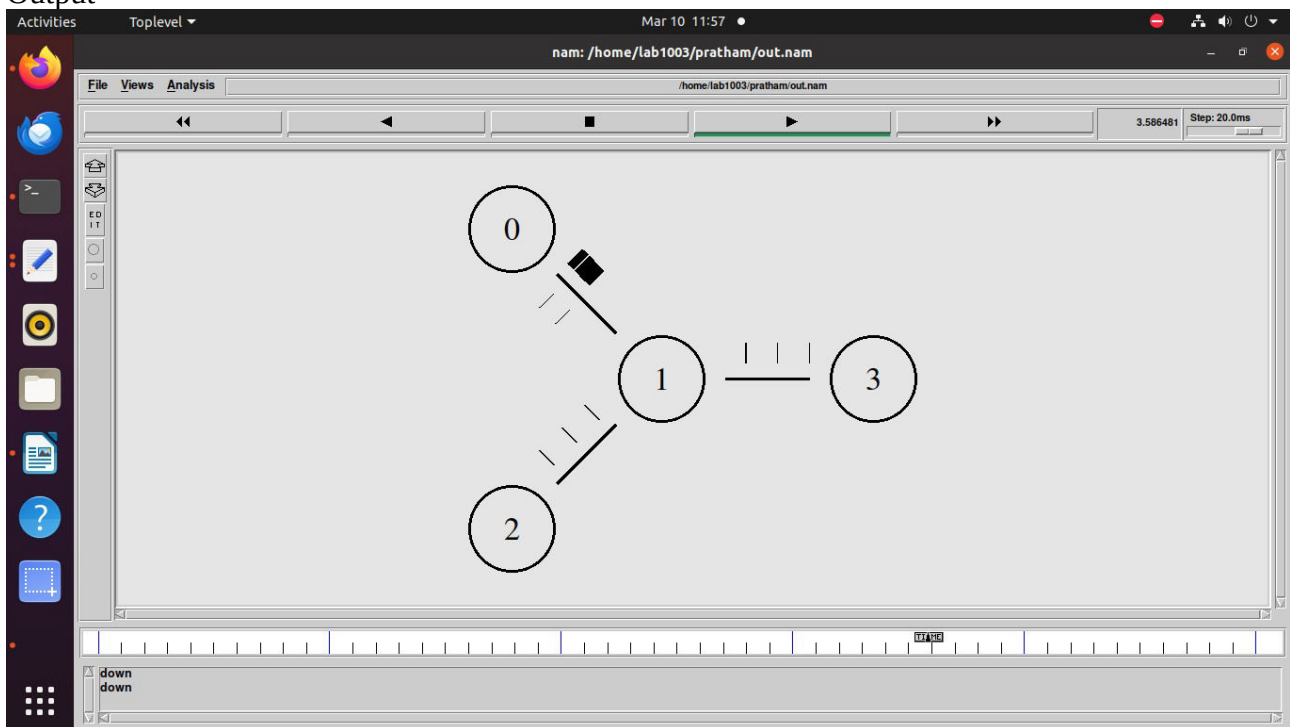 Output
Activities Toplevel Mar 10 11:57
nam: /home/lab1003/pratham/out.nam
File Views Analysis /home/lab1003/pratham/out.nam
3.586481 Step: 20.0ms
ED
IT
0
1
3
2
TIME
down
down